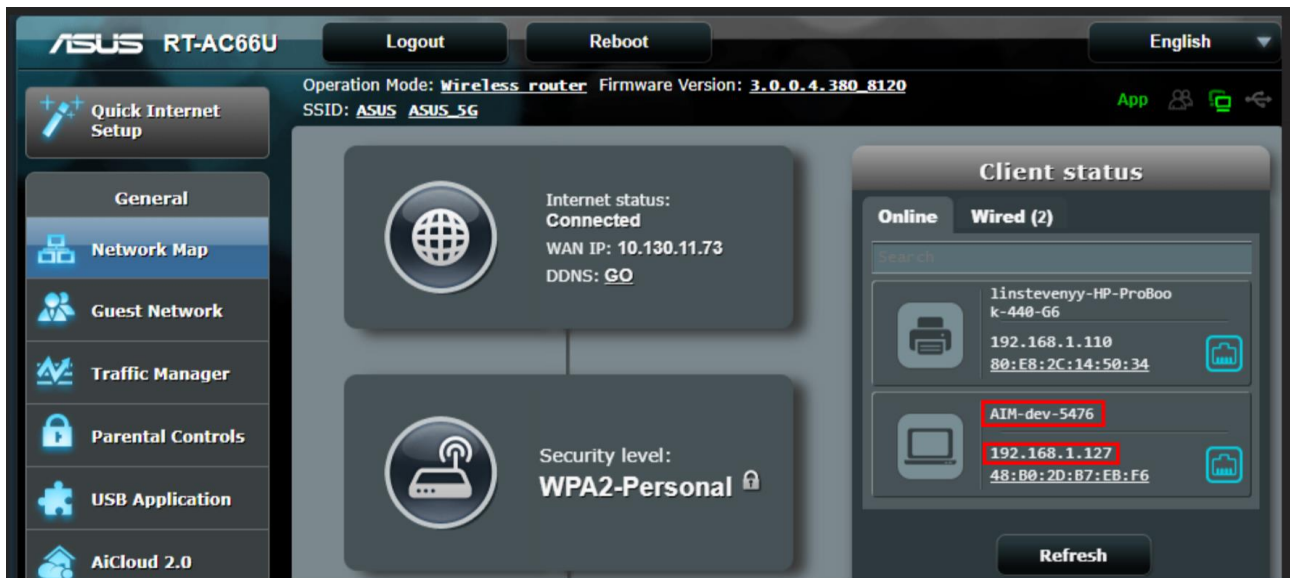 ASUS RT-AC66U
Logout
Reboot
English
Operation Mode: Wireless router Firmware Version: 3.0.0.4.380_8120
SSID: ASUS ASUS_5G
App
Quick Internet
Setup
General
Network Map
Guest Network
Traffic Manager
Parental Controls
USB Application
AiCloud 2.0
Internet status:
Connected
WAN IP: 10.130.11.73
DDNS: GO
Security level:
WPA2-Personal
Client status
Online
Wired (2)
Search
linstevenyy-HP-ProBoo
k-440-G6
192.168.1.110
80:E8:2C:14:50:34
AIM-dev-5476
192.168.1.127
48:B0:2D:B7:EB:F6
Refresh